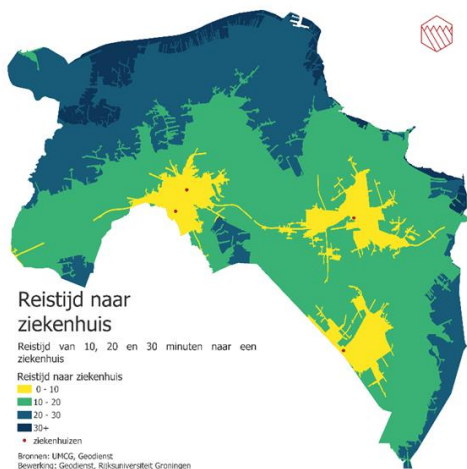 Reistijd naar
ziekenhuis
Reistijd van 10, 20 en 30 minuten naar een
ziekenhuis
Reistijd naar ziekenhuis
0 - 10
10 - 20
20 - 30
30+
ziekenhuizen
Bronnen: UMCG, Geodienst
Bewerking: Geodienst, Rijksuniversiteit Groningen